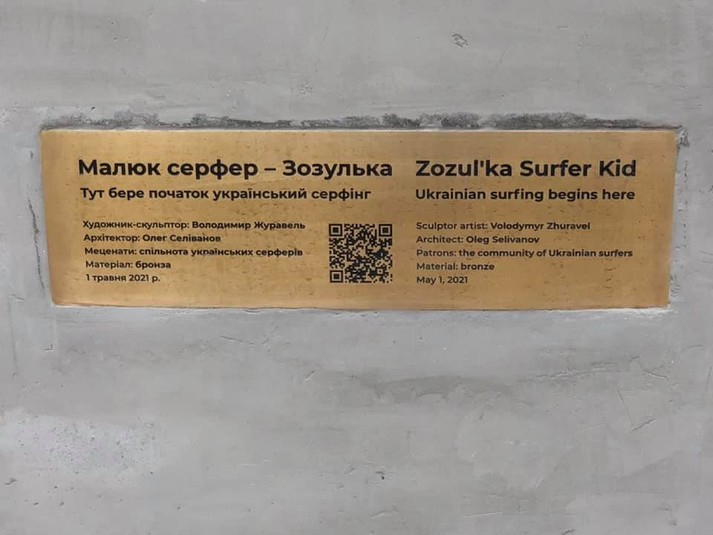 Малюк серфер – Зозулька
Тут бере початок український серфінг
Художник-скульптор: Володимир Журавель
Архітектор: Олег Селіванов
Меценати: спільнота українських серферів
Матеріал: бронза
1 травня 2021 р.
Zozul'ka Surfer Kid
Ukrainian surfing begins here
Sculptor artist: Volodymyr Zhuravel
Architect: Oleg Selivanov
Patrons: the community of Ukrainian surfers
Material: bronze
May 1, 2021